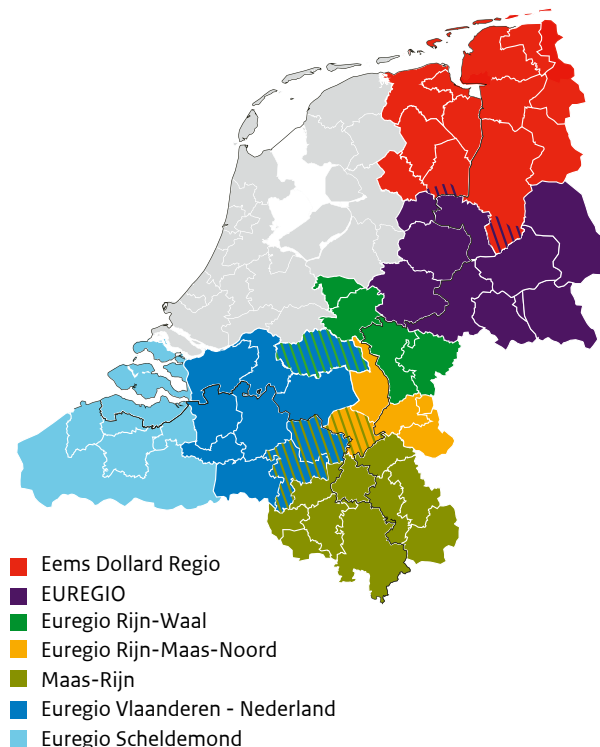 Eems Dollard Regio
EUREGIO
Euregio Rijn-Waal
Euregio Rijn-Maas-Noord
Maas-Rijn
Euregio Vlaanderen - Nederland
Euregio Scheldemond